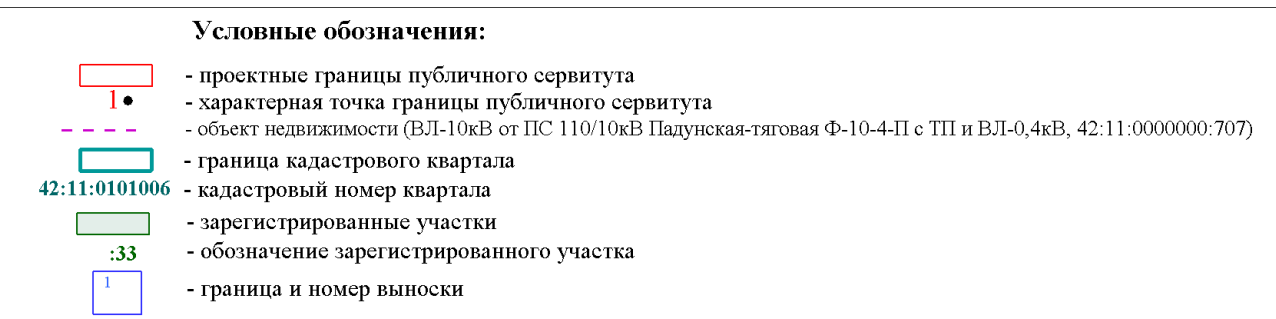 Условные обозначения:
- проектные границы публичного сервитута
1 - характерная точка границы публичного сервитута
- объект недвижимости (ВЛ-10кВ от ПС 110/10кВ Падунская-тяговая Ф-10-4-П с ТП и ВЛ-0,4кВ, 42:11:0000000:707)
- граница кадастрового квартала
42:11:0101006 - кадастровый номер квартала
- зарегистрированные участки
:33 - обозначение зарегистрированного участка
1 - граница и номер выноски